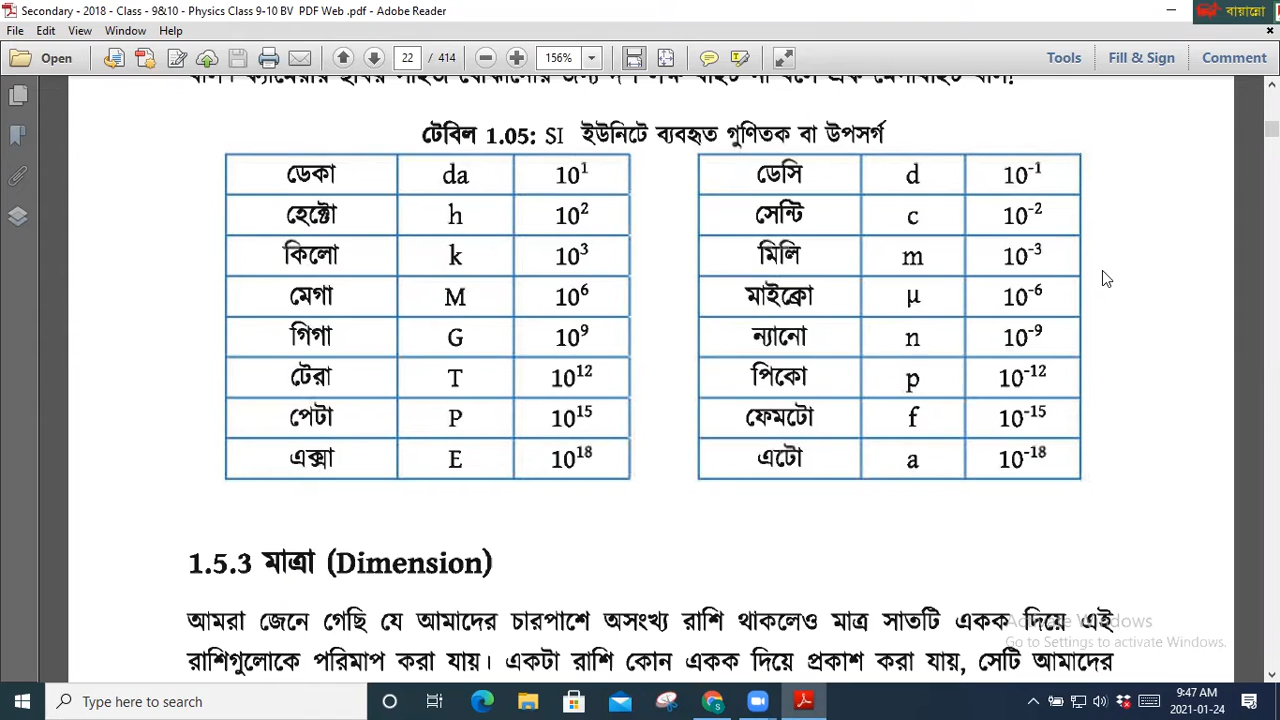 Secondary - 2018 - Class - 9&10 - Physics Class 9-10 BV PDF Web .pdf - Adobe Reader
বায়ান্নো
File Edit View Window Help
Open 22 / 414 156% Tools Fill & Sign Comment
টেবিল 1.05: SI ইউনিটে ব্যবহৃত গুণিতক বা উপসর্গ
ডেকা da 10¹ ডেসি d 10⁻¹
হেক্টো h 10² সেন্টি c 10⁻²
কিলো k 10³ মিলি m 10⁻³
মেগা M 10⁶ মাইক্রো µ 10⁻⁶
গিগা G 10⁹ ন্যানো n 10⁻⁹
টেরা T 10¹² পিকো p 10⁻¹²
পেটা P 10¹⁵ ফেমটো f 10⁻¹⁵
এক্সা E 10¹⁸ এটো a 10⁻¹⁸
1.5.3 মাত্রা (Dimension)
আমরা জেনে গেছি যে আমাদের চারপাশে অসংখ্য রাশি থাকলেও মাত্র সাতটি একক দিয়ে এই
রাশিগুলোকে পরিমাপ করা যায়। একটা রাশি কোন একক দিয়ে প্রকাশ করা যায়, সেটি আমাদের
Activate Windows
Go to Settings to activate Windows.
Type here to search
9:47 AM
2021-01-24